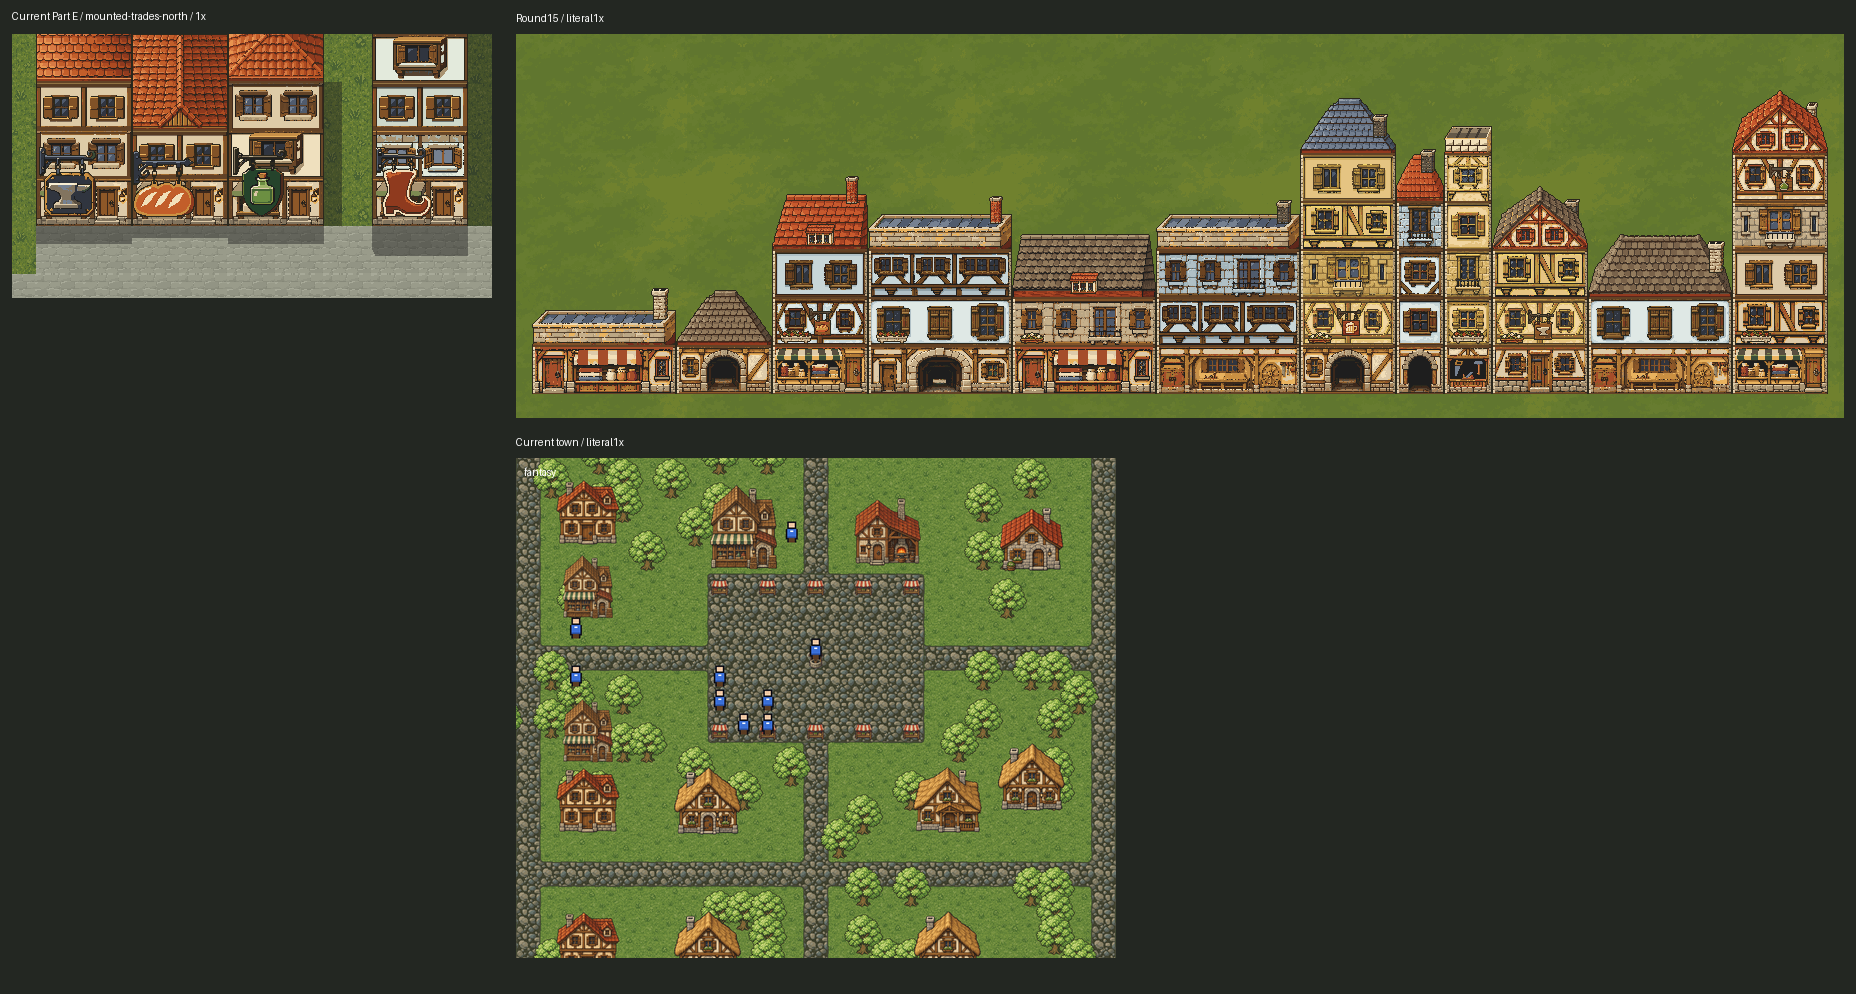 Current Part E / mounted-trades-north / 1x
Round15 / literal1x
Current town / literal1x
fantasy